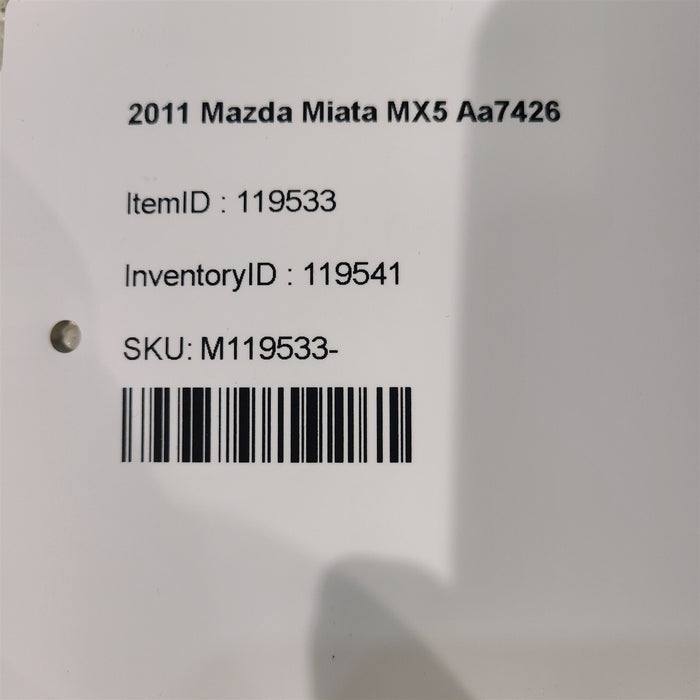 2011 Mazda Miata MX5 Aa7426
ItemID : 119533
InventoryID : 119541
SKU: M119533-